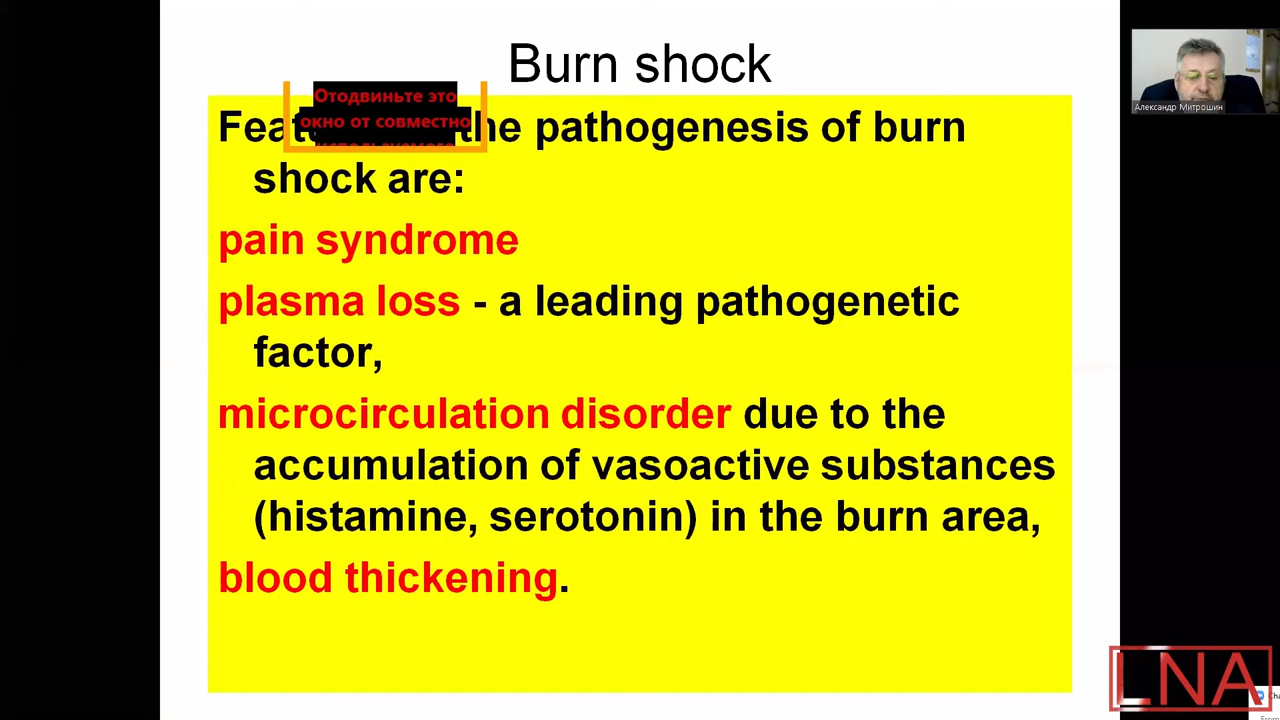 Burn shock
Отодвиньте это
окно от совместно
the pathogenesis of burn
shock are:
pain syndrome
plasma loss - a leading pathogenetic
factor,
microcirculation disorder due to the
accumulation of vasoactive substances
(histamine, serotonin) in the burn area,
blood thickening.
Александр Митрошин
LNA